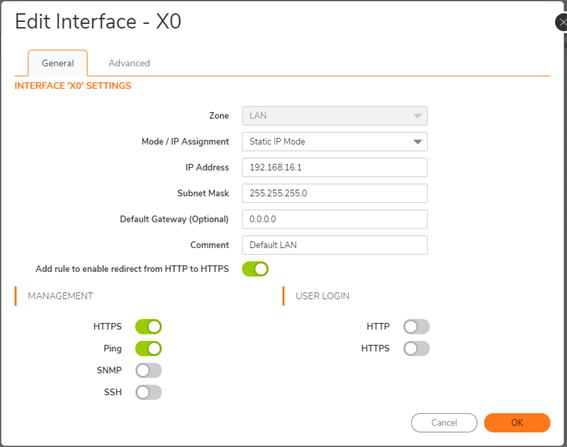 Edit Interface - X0
General Advanced
INTERFACE 'X0' SETTINGS
Zone LAN
Mode / IP Assignment Static IP Mode
IP Address 192.168.16.1
Subnet Mask 255.255.255.0
Default Gateway (Optional) 0.0.0.0
Comment Default LAN
Add rule to enable redirect from HTTP to HTTPS
MANAGEMENT USER LOGIN
HTTPS HTTP
Ping HTTPS
SNMP
SSH
Cancel OK